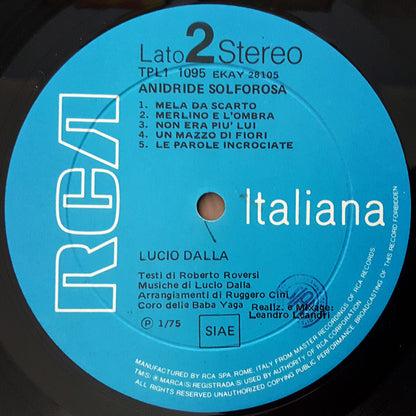 Lato 2 Stereo
TPL1 1095 EKAY 28105
ANIDRIDE SOLFOROSA
1. MELA DA SCARTO
2. MERLINO E L'OMBRA
3. NON ERA PIU' LUI
4. UN MAZZO DI FIORI
5. LE PAROLE INCROCIATE
RCA
Italiana
LUCIO DALLA
Testi di Roberto Roversi
Musiche di Lucio Dalla
Arrangiamenti di Ruggero Cini
Coro delle Baba Yaga
Realiz. e Mixage:
Leandro Leandri
℗ 1/75
SIAE
MANUFACTURED BY RCA SPA, ROME, ITALY, FROM MASTER RECORDINGS OF RCA RECORDS
TM(S) ® MARCA(S) REGISTRADA(S) USED BY AUTHORITY OF RCA CORPORATION
ALL RIGHTS RESERVED UNAUTHORIZED COPYING PUBLIC PERFORMANCE BROADCASTING OF THIS RECORD FORBIDDEN